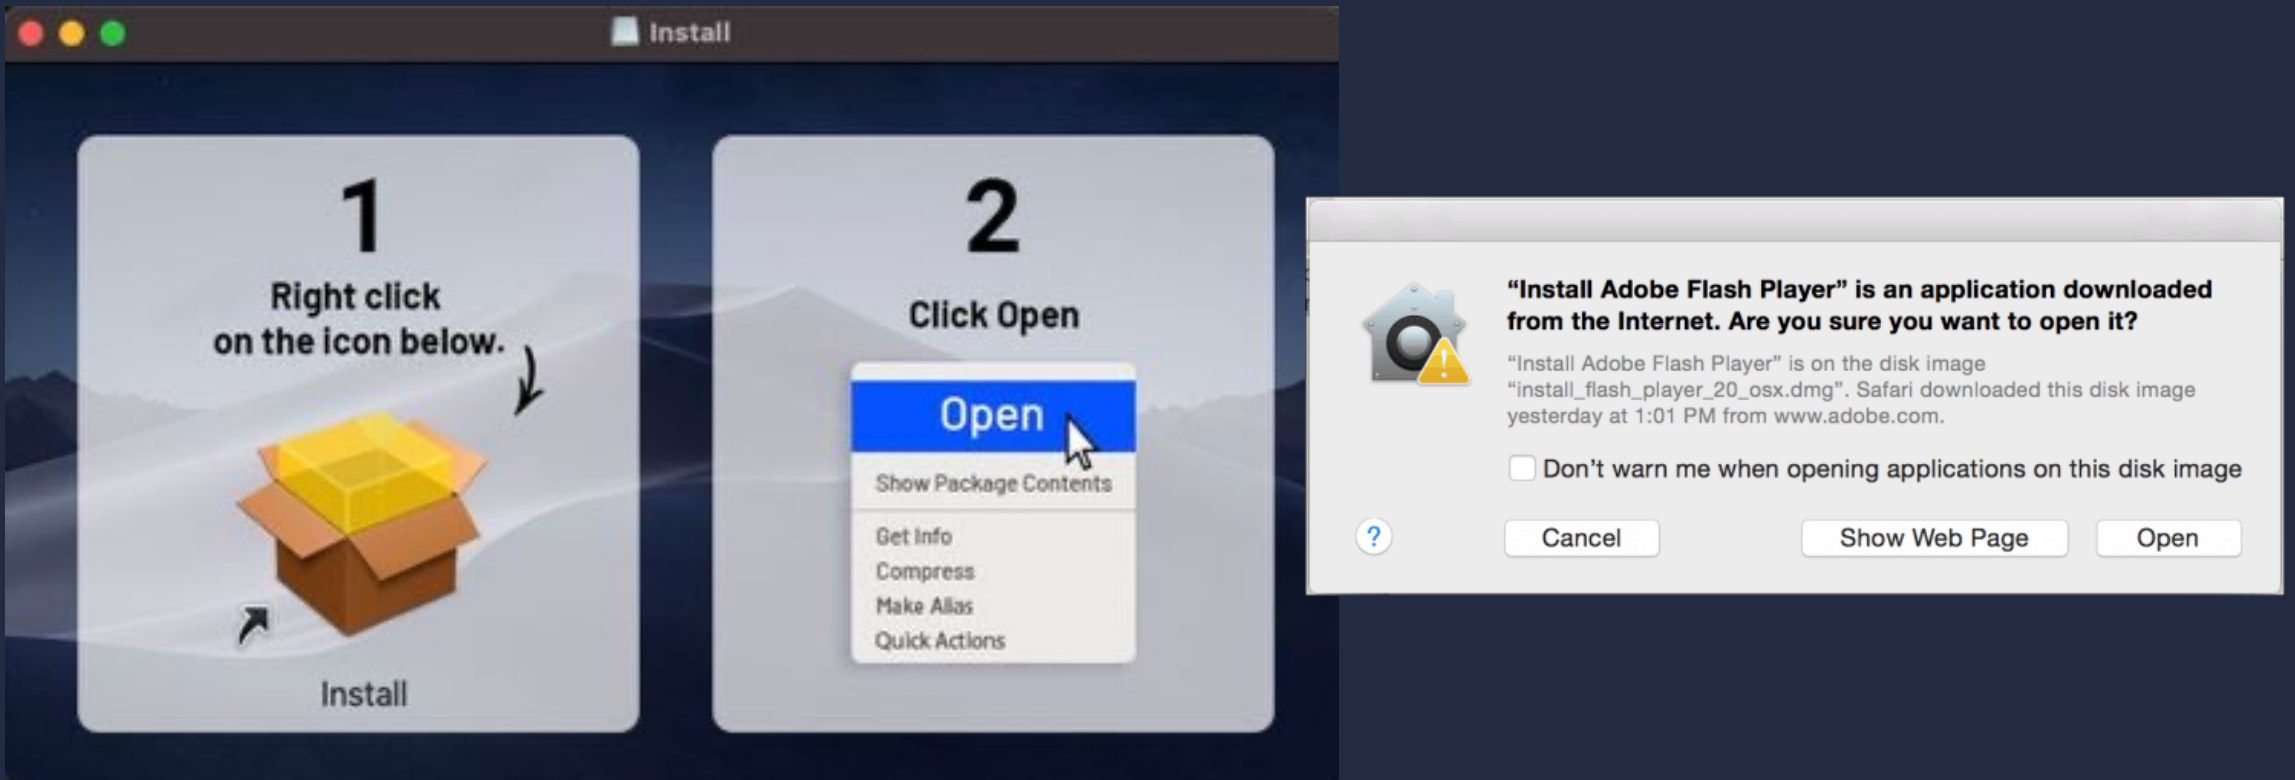 Install
1
Right click
on the icon below.
Install
2
Click Open
Open
Show Package Contents
Get Info
Compress
Make Alias
Quick Actions
“Install Adobe Flash Player” is an application downloaded
from the Internet. Are you sure you want to open it?
“Install Adobe Flash Player” is on the disk image
“install_flash_player_20_osx.dmg”. Safari downloaded this disk image
yesterday at 1:01 PM from www.adobe.com.
Don’t warn me when opening applications on this disk image
?
Cancel
Show Web Page
Open